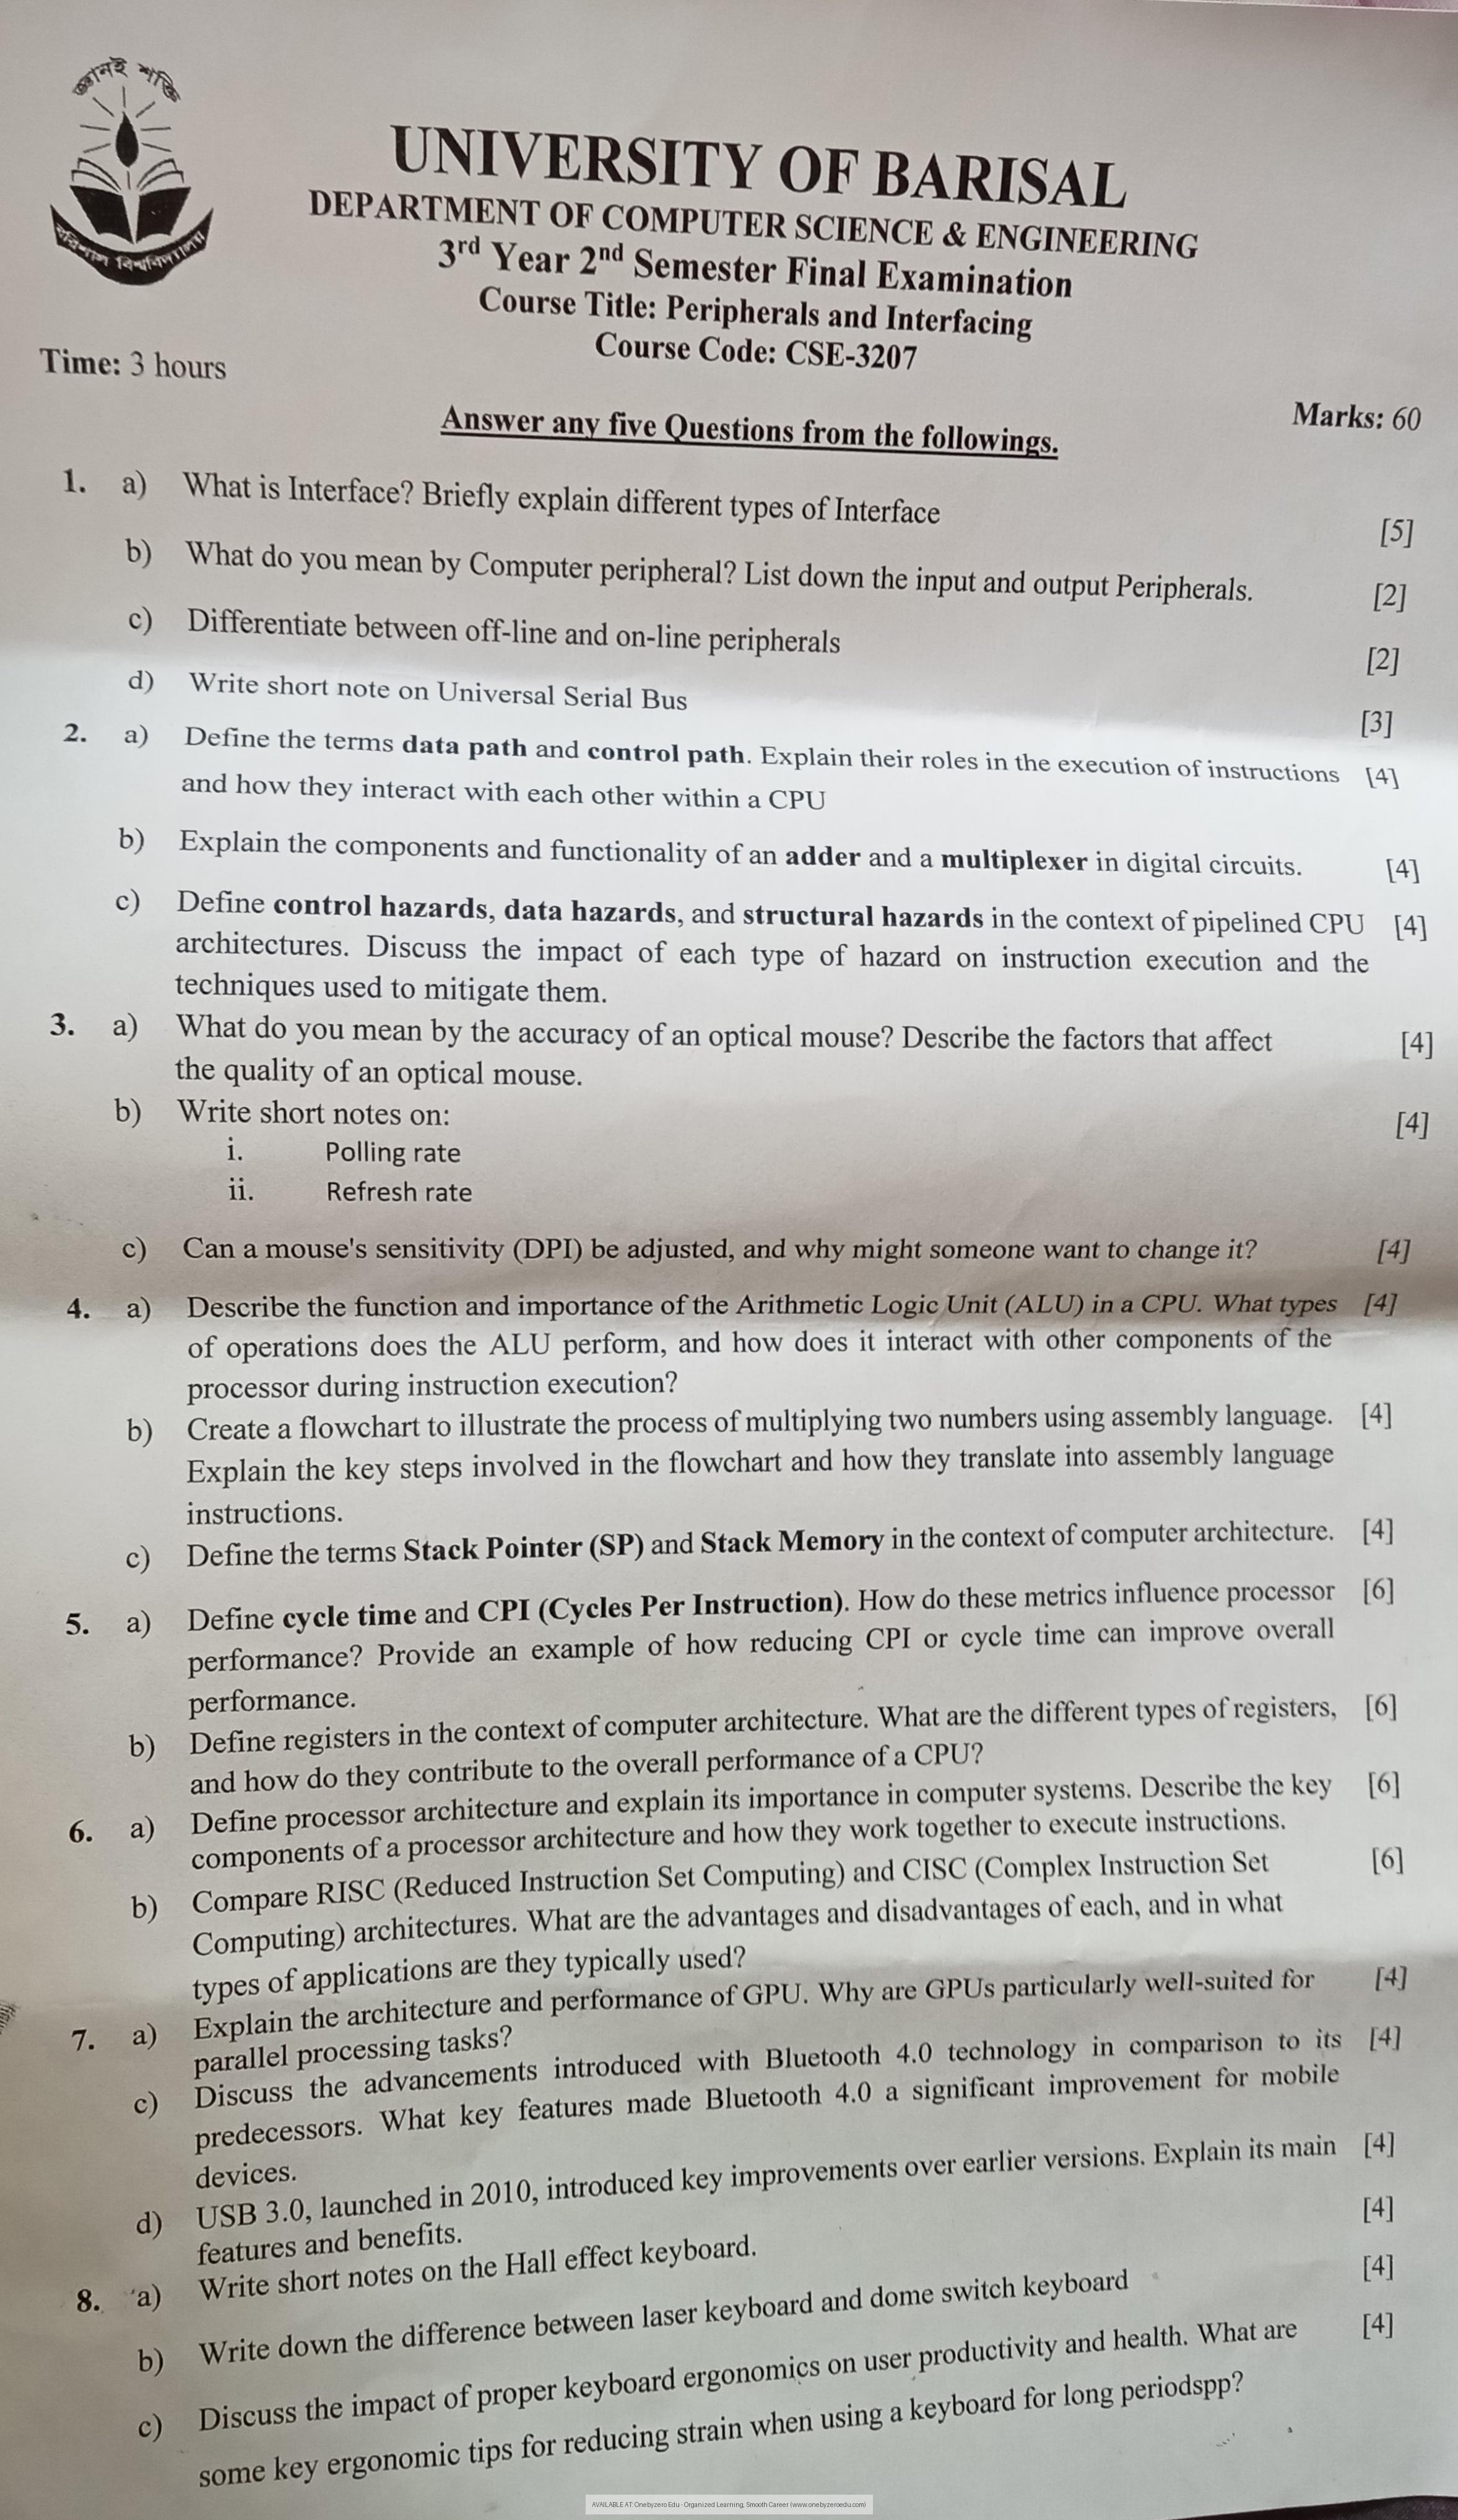 জ্ঞানই শক্তি
বরিশাল বিশ্ববিদ্যালয়
UNIVERSITY OF BARISAL
DEPARTMENT OF COMPUTER SCIENCE & ENGINEERING
3rd Year 2nd Semester Final Examination
Course Title: Peripherals and Interfacing
Course Code: CSE-3207
Time: 3 hours
Marks: 60
Answer any five Questions from the followings.
1. a) What is Interface? Briefly explain different types of Interface [5]
b) What do you mean by Computer peripheral? List down the input and output Peripherals. [2]
c) Differentiate between off-line and on-line peripherals [2]
d) Write short note on Universal Serial Bus [3]
2. a) Define the terms data path and control path. Explain their roles in the execution of instructions [4]
and how they interact with each other within a CPU
b) Explain the components and functionality of an adder and a multiplexer in digital circuits. [4]
c) Define control hazards, data hazards, and structural hazards in the context of pipelined CPU [4]
architectures. Discuss the impact of each type of hazard on instruction execution and the
techniques used to mitigate them.
3. a) What do you mean by the accuracy of an optical mouse? Describe the factors that affect [4]
the quality of an optical mouse.
b) Write short notes on: [4]
i. Polling rate
ii. Refresh rate
c) Can a mouse's sensitivity (DPI) be adjusted, and why might someone want to change it? [4]
4. a) Describe the function and importance of the Arithmetic Logic Unit (ALU) in a CPU. What types [4]
of operations does the ALU perform, and how does it interact with other components of the
processor during instruction execution?
b) Create a flowchart to illustrate the process of multiplying two numbers using assembly language. [4]
Explain the key steps involved in the flowchart and how they translate into assembly language
instructions.
c) Define the terms Stack Pointer (SP) and Stack Memory in the context of computer architecture. [4]
5. a) Define cycle time and CPI (Cycles Per Instruction). How do these metrics influence processor [6]
performance? Provide an example of how reducing CPI or cycle time can improve overall
performance.
b) Define registers in the context of computer architecture. What are the different types of registers, [6]
and how do they contribute to the overall performance of a CPU?
6. a) Define processor architecture and explain its importance in computer systems. Describe the key [6]
components of a processor architecture and how they work together to execute instructions.
b) Compare RISC (Reduced Instruction Set Computing) and CISC (Complex Instruction Set [6]
Computing) architectures. What are the advantages and disadvantages of each, and in what
types of applications are they typically used?
7. a) Explain the architecture and performance of GPU. Why are GPUs particularly well-suited for [4]
parallel processing tasks?
c) Discuss the advancements introduced with Bluetooth 4.0 technology in comparison to its [4]
predecessors. What key features made Bluetooth 4.0 a significant improvement for mobile
devices.
d) USB 3.0, launched in 2010, introduced key improvements over earlier versions. Explain its main [4]
features and benefits.
8. a) Write short notes on the Hall effect keyboard. [4]
b) Write down the difference between laser keyboard and dome switch keyboard [4]
c) Discuss the impact of proper keyboard ergonomics on user productivity and health. What are [4]
some key ergonomic tips for reducing strain when using a keyboard for long periodspp?
AVAILABLE AT: Onebyzero Edu - Organized Learning, Smooth Career (www.onebyzeroedu.com)